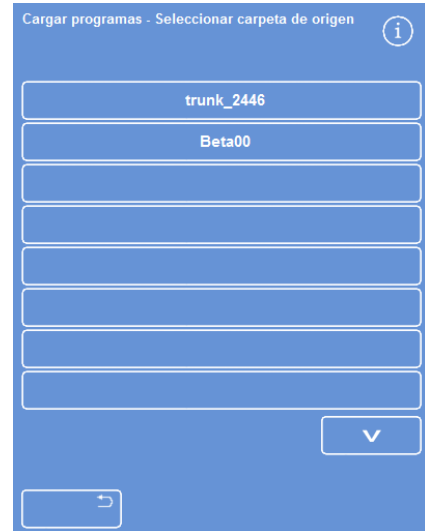 Cargar programas - Seleccionar carpeta de origen
i
trunk_2446
Beta00